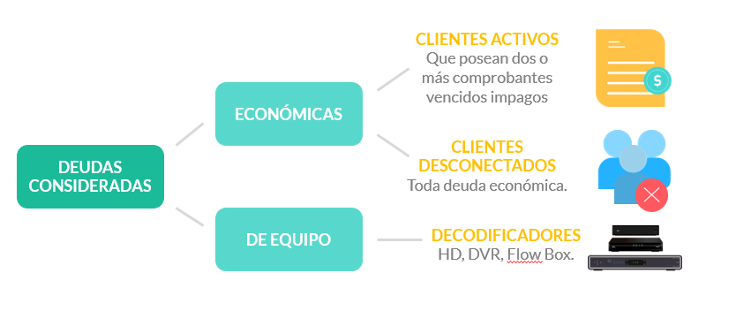 DEUDAS
CONSIDERADAS
ECONÓMICAS
CLIENTES ACTIVOS
Que posean dos o
más comprobantes
vencidos impagos
$
CLIENTES
DESCONECTADOS
Toda deuda económica.
DE EQUIPO
DECODIFICADORES
HD, DVR, Flow Box.